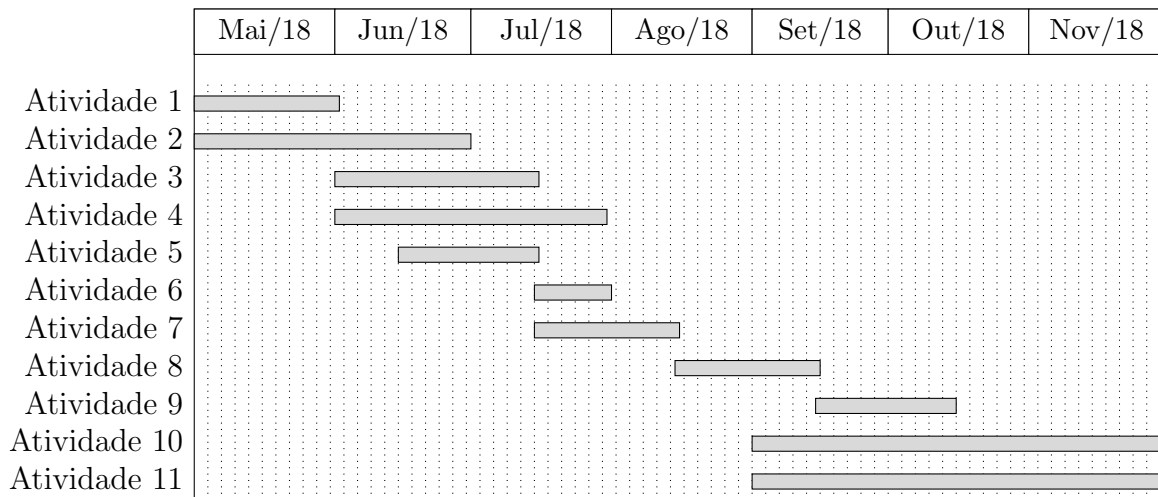 Mai/18 Jun/18 Jul/18 Ago/18 Set/18 Out/18 Nov/18
Atividade 1
Atividade 2
Atividade 3
Atividade 4
Atividade 5
Atividade 6
Atividade 7
Atividade 8
Atividade 9
Atividade 10
Atividade 11